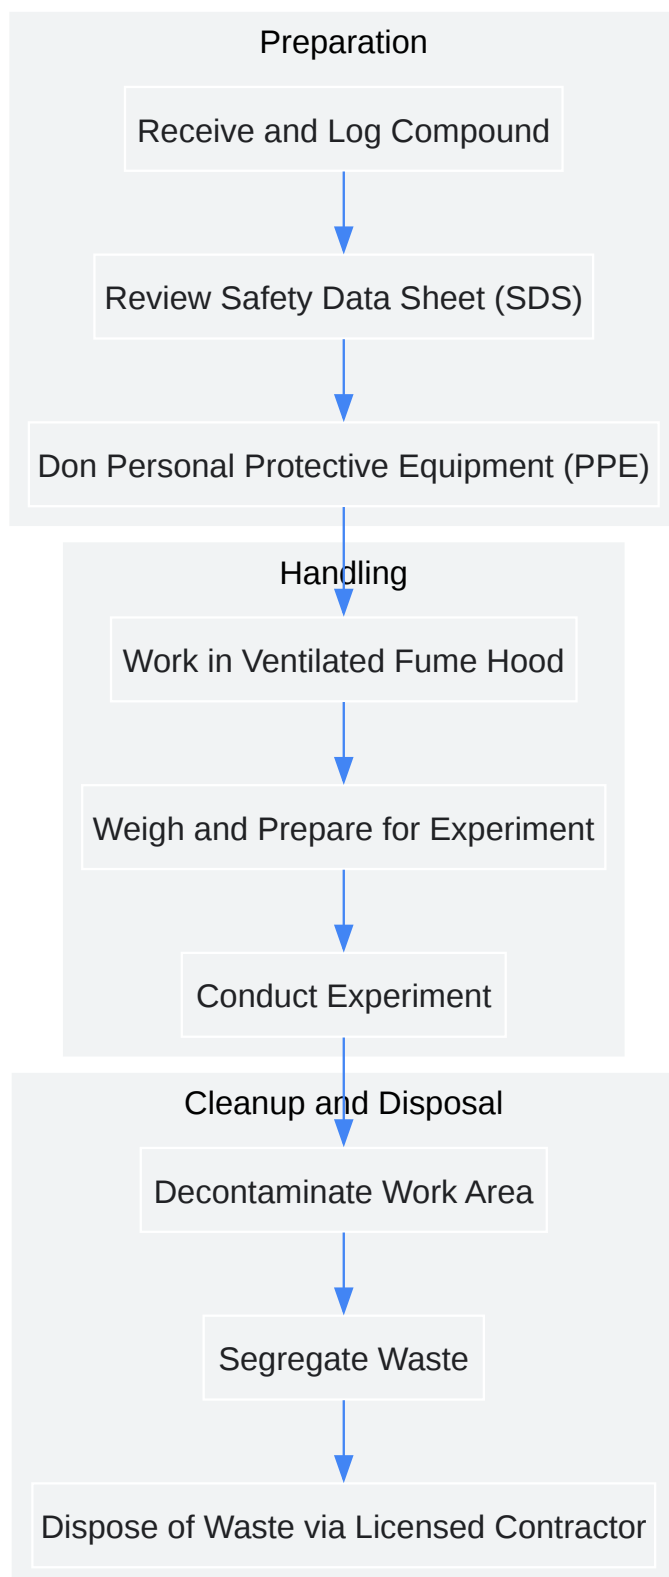 Preparation
Receive and Log Compound
Review Safety Data Sheet (SDS)
Don Personal Protective Equipment (PPE)
Handling
Work in Ventilated Fume Hood
Weigh and Prepare for Experiment
Conduct Experiment
Cleanup and Disposal
Decontaminate Work Area
Segregate Waste
Dispose of Waste via Licensed Contractor